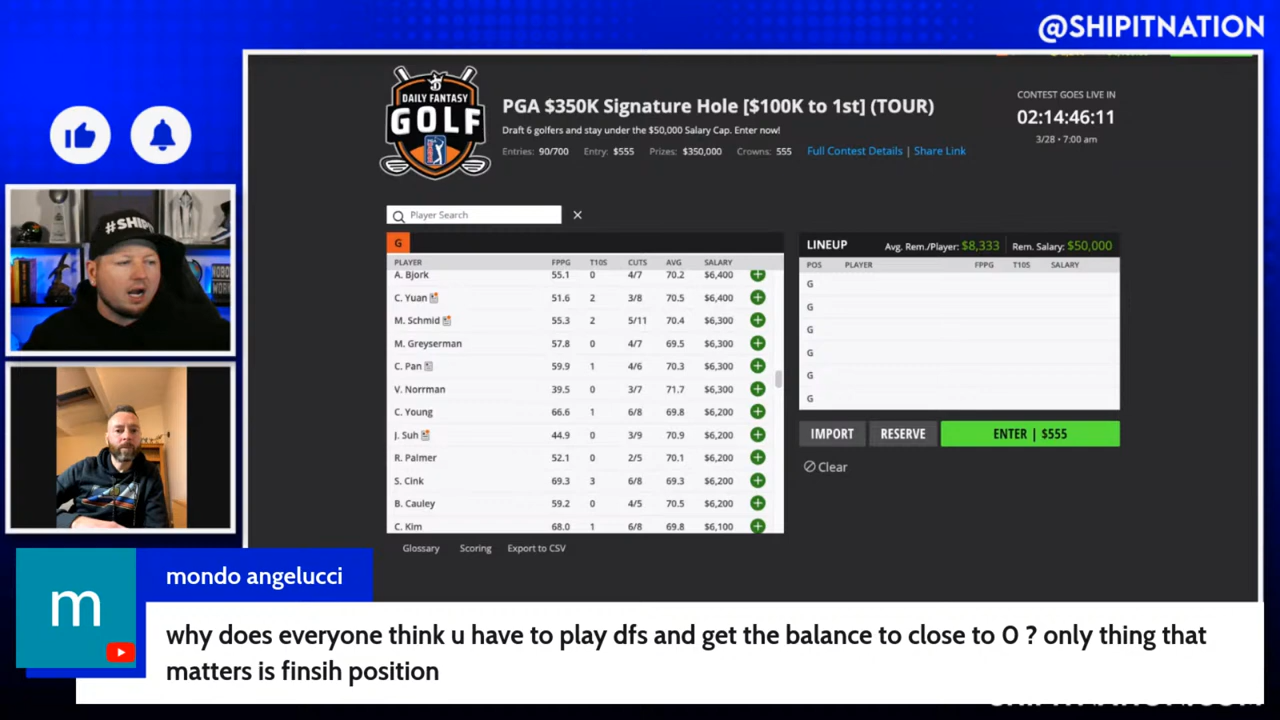 @SHIPITNATION
DAILY FANTASY
GOLF
PGA TOUR
PGA $350K Signature Hole [$100K to 1st] (TOUR)
Draft 6 golfers and stay under the $50,000 Salary Cap. Enter now!
Entries: 90/700 Entry: $555 Prizes: $350,000 Crowns: 555 Full Contest Details | Share Link
CONTEST GOES LIVE IN
02:14:46:11
3/28 • 7:00 am
#SHIPIT
Player Search
G
PLAYER FPPG T10S CUTS AVG SALARY
A. Bjork 55.1 0 4/7 70.2 $6,400
C. Yuan 51.6 2 3/8 70.5 $6,400
M. Schmid 55.3 2 5/11 70.4 $6,300
M. Greyserman 57.8 0 4/7 69.5 $6,300
C. Pan 59.9 1 4/6 70.3 $6,300
V. Norrman 39.5 0 3/7 71.7 $6,300
C. Young 66.6 1 6/8 69.8 $6,200
J. Suh 44.9 0 3/9 70.9 $6,200
R. Palmer 52.1 0 2/5 70.1 $6,200
S. Cink 69.3 3 6/8 69.3 $6,200
B. Cauley 59.2 0 4/5 70.5 $6,200
C. Kim 68.0 1 6/8 69.8 $6,100
Glossary Scoring Export to CSV
LINEUP Avg. Rem./Player: $8,333 Rem. Salary: $50,000
POS PLAYER FPPG T10S SALARY
G
G
G
G
G
G
IMPORT RESERVE ENTER | $555
Clear
m
mondo angelucci
why does everyone think u have to play dfs and get the balance to close to 0 ? only thing that
matters is finsih position